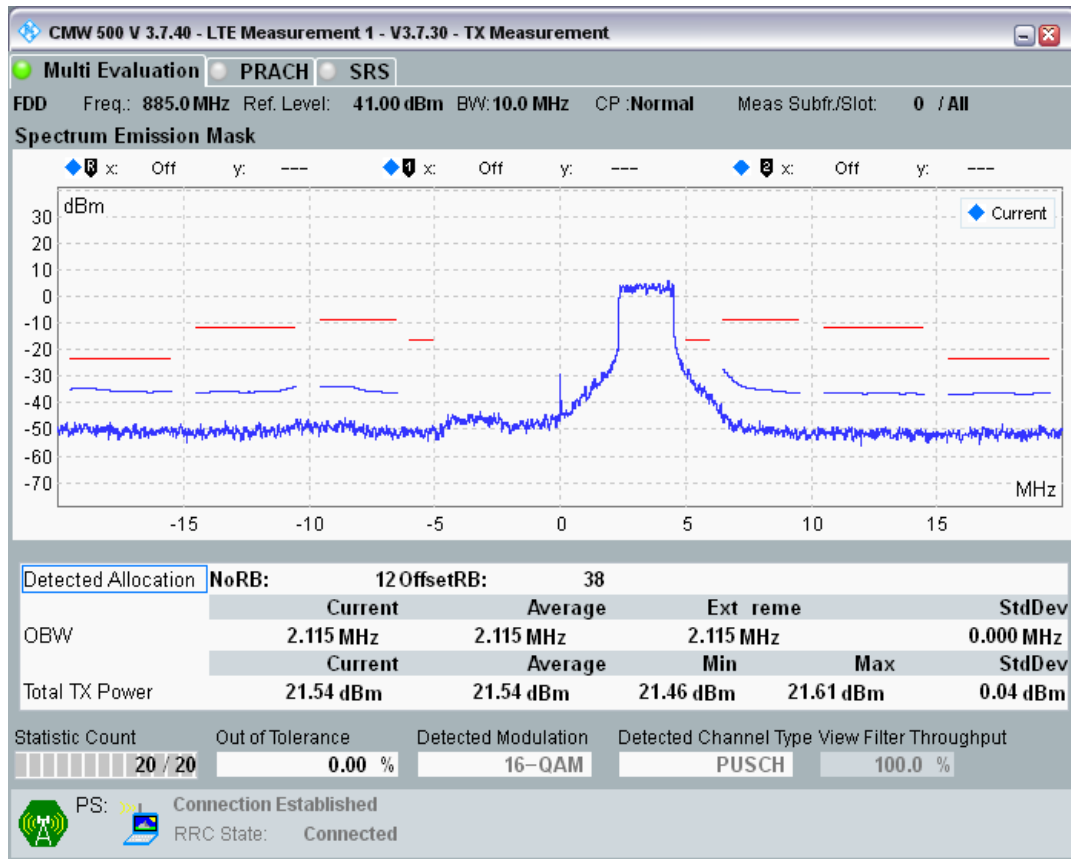 CMW 500 V 3.7.40 - LTE Measurement 1 - V3.7.30 - TX Measurement
Multi Evaluation PRACH SRS
FDD Freq.: 885.0 MHz Ref. Level: 41.00 dBm BW: 10.0 MHz CP :Normal Meas Subfr./Slot: 0 / All
Spectrum Emission Mask
R x: Off y: --- 1 x: Off y: --- 2 x: Off y: ---
dBm
Current
30
20
10
0
-10
-20
-30
-40
-50
-60
-70
MHz
-15 -10 -5 0 5 10 15
Detected Allocation NoRB: 12 OffsetRB: 38
Current Average Ext reme StdDev
OBW 2.115 MHz 2.115 MHz 2.115 MHz 0.000 MHz
Current Average Min Max StdDev
Total TX Power 21.54 dBm 21.54 dBm 21.46 dBm 21.61 dBm 0.04 dBm
Statistic Count Out of Tolerance Detected Modulation Detected Channel Type View Filter Throughput
20 / 20 0.00 % 16-QAM PUSCH 100.0 %
PS: Connection Established
RRC State: Connected